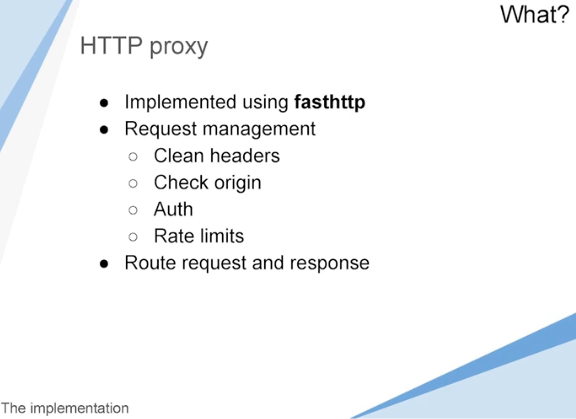 What?
HTTP proxy
● Implemented using fasthttp
● Request management
○ Clean headers
○ Check origin
○ Auth
○ Rate limits
● Route request and response
The implementation